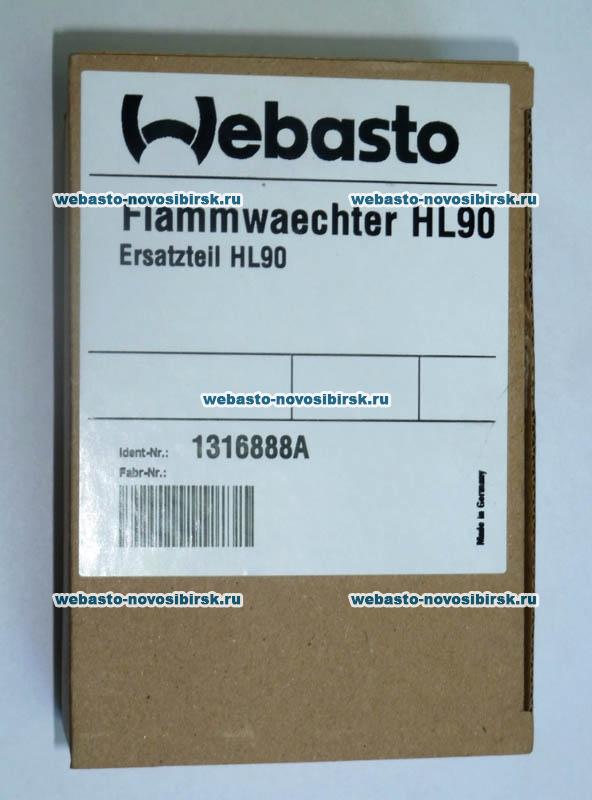 Webasto
webasto-novosibirsk.ru webasto-novosibirsk.ru
Flammwaechter HL90
Ersatzteil HL90
webasto-novosibirsk.ru
Ident-Nr.: 1316888A
Fabr-Nr.:
Made in Germany
webasto-novosibirsk.ru webasto-novosibirsk.ru